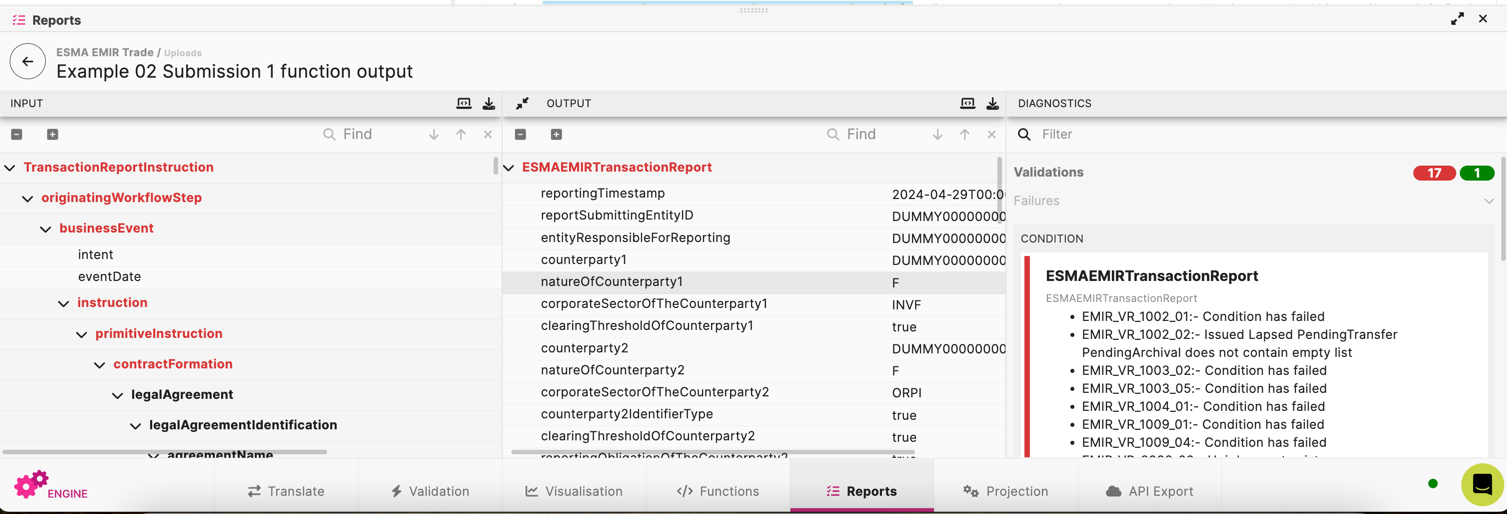 Reports
ESMA EMIR Trade / Uploads
Example 02 Submission 1 function output
INPUT
Find
TransactionReportInstruction
originatingWorkflowStep
businessEvent
intent
eventDate
instruction
primitiveInstruction
contractFormation
legalAgreement
legalAgreementIdentification
agreementName
OUTPUT
Find
ESMAEMIRTransactionReport
reportingTimestamp 2024-04-29T00:0
reportSubmittingEntityID DUMMY00000000
entityResponsibleForReporting DUMMY00000000
counterparty1 DUMMY00000000
natureOfCounterparty1 F
corporateSectorOfTheCounterparty1 INVF
clearingThresholdOfCounterparty1 true
counterparty2 DUMMY00000000
natureOfCounterparty2 F
corporateSectorOfTheCounterparty2 ORPI
counterparty2IdentifierType true
clearingThresholdOfCounterparty2 true
reportingObligationOfTheCounterparty2 true
DIAGNOSTICS
Filter
Validations 17 1
Failures
CONDITION
ESMAEMIRTransactionReport
ESMAEMIRTransactionReport
• EMIR_VR_1002_01:- Condition has failed
• EMIR_VR_1002_02:- Issued Lapsed PendingTransfer
PendingArchival does not contain empty list
• EMIR_VR_1003_02:- Condition has failed
• EMIR_VR_1003_05:- Condition has failed
• EMIR_VR_1004_01:- Condition has failed
• EMIR_VR_1009_01:- Condition has failed
• EMIR_VR_1009_04:- Condition has failed
ENGINE
Translate
Validation
Visualisation
</> Functions
Reports
Projection
API Export